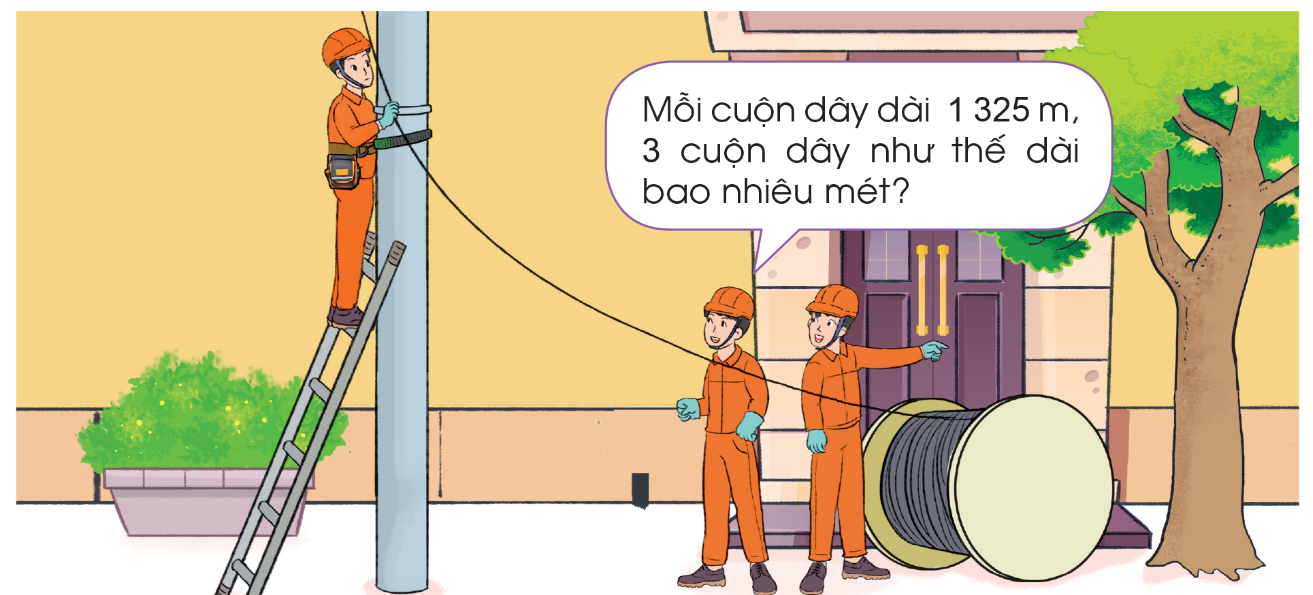 Mỗi cuộn dây dài 1 325 m,
3 cuộn dây như thế dài
bao nhiêu mét?